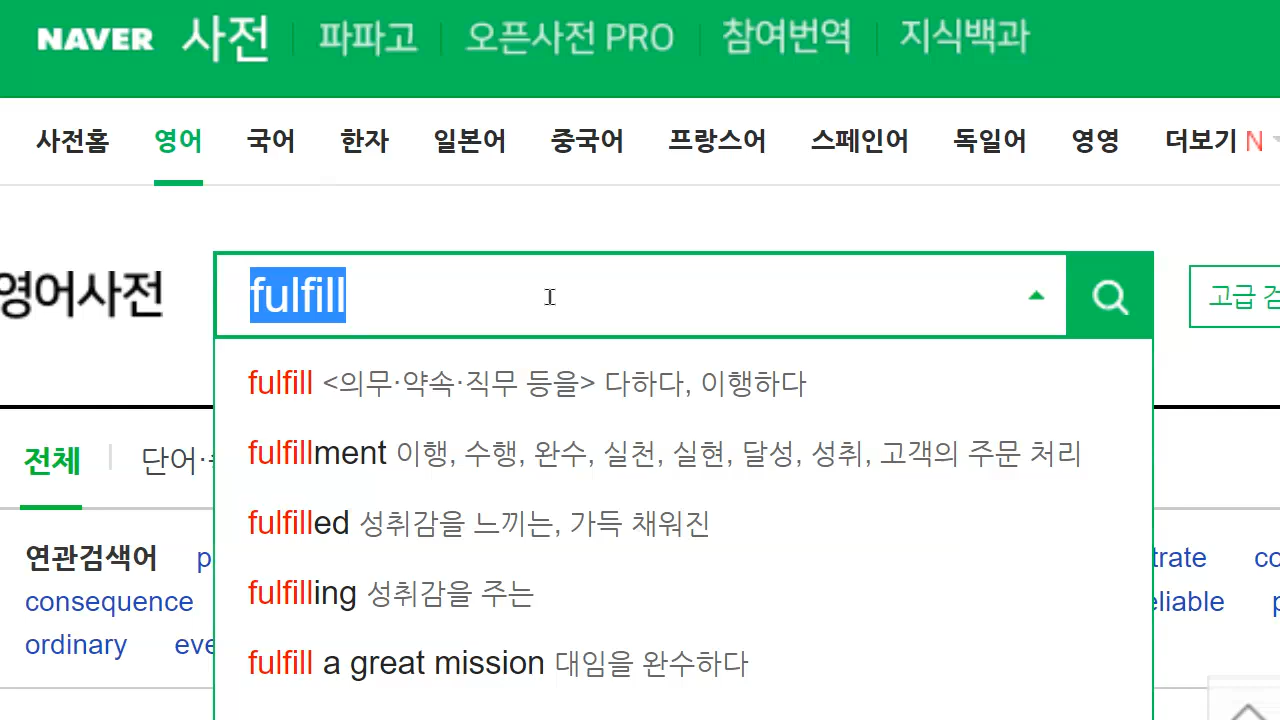 NAVER 사전 파파고 오픈사전 PRO 참여번역 지식백과
사전홈 영어 국어 한자 일본어 중국어 프랑스어 스페인어 독일어 영영 더보기 N
영어사전 fulfill 고급
fulfill <의무·약속·직무 등을> 다하다, 이행하다
fulfillment 이행, 수행, 완수, 실천, 실현, 달성, 성취, 고객의 주문 처리
전체 단어·
fulfilled 성취감을 느끼는, 가득 채워진
연관검색어
fulfilling 성취감을 주는
consequence
ordinary
fulfill a great mission 대임을 완수하다